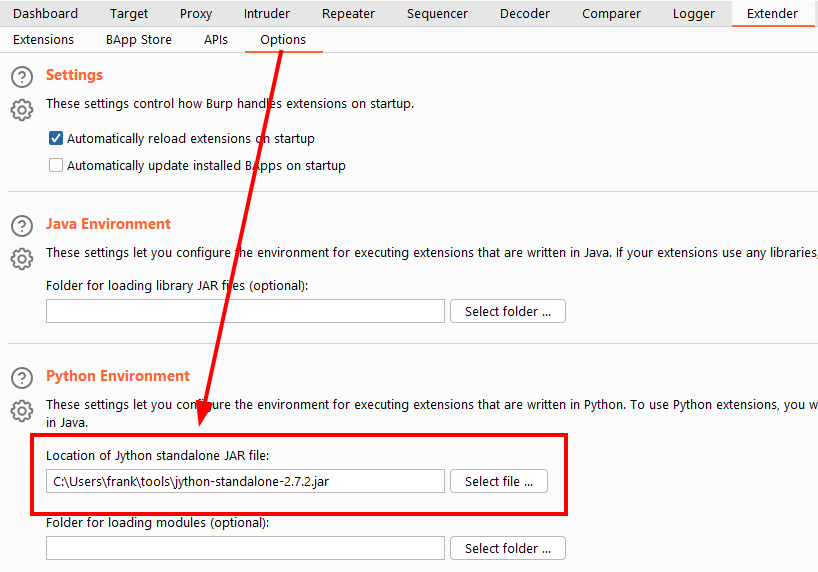 Dashboard Target Proxy Intruder Repeater Sequencer Decoder Comparer Logger Extender
Extensions BApp Store APIs Options
Settings
These settings control how Burp handles extensions on startup.
Automatically reload extensions on startup
Automatically update installed BApps on startup
Java Environment
These settings let you configure the environment for executing extensions that are written in Java. If your extensions use any libraries,
Folder for loading library JAR files (optional):
Select folder ...
Python Environment
These settings let you configure the environment for executing extensions that are written in Python. To use Python extensions, you w
in Java.
Location of Jython standalone JAR file:
C:\Users\frank\tools\jython-standalone-2.7.2.jar Select file ...
Folder for loading modules (optional):
Select folder ...